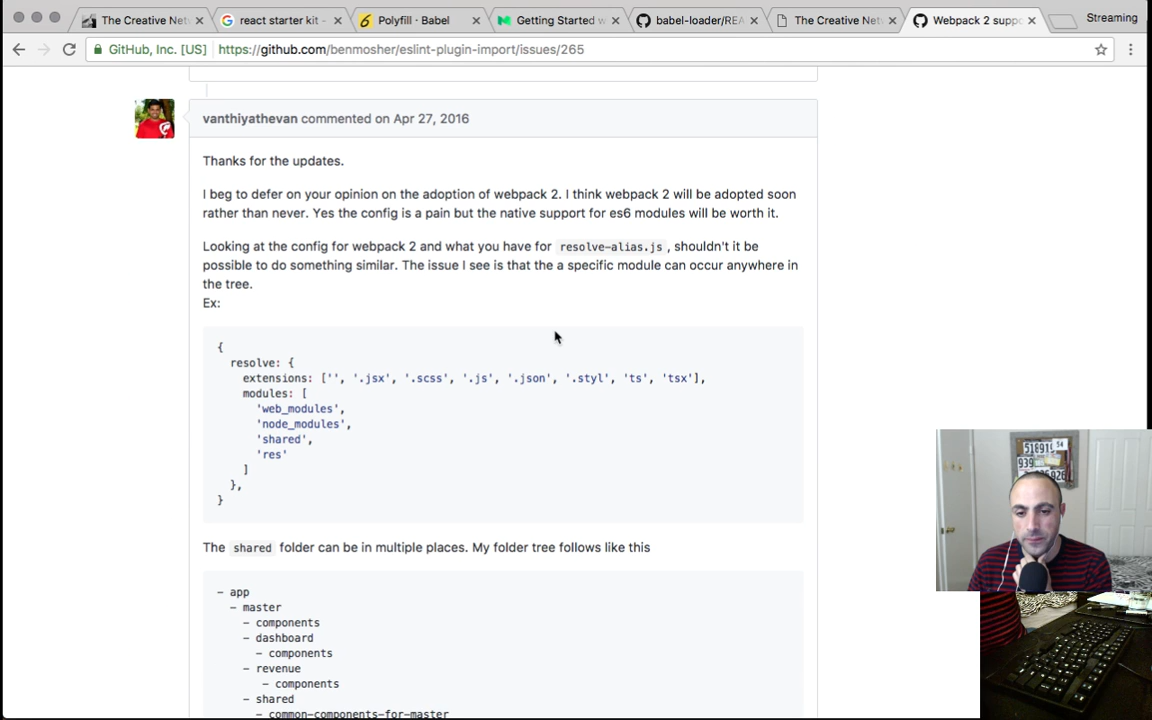 The Creative Net
react starter kit -
Polyfill · Babel
Getting Started w
babel-loader/REA
The Creative Net
Webpack 2 suppo
Streaming
GitHub, Inc. [US]
https://github.com/benmosher/eslint-plugin-import/issues/265
vanthiyathevan commented on Apr 27, 2016
Thanks for the updates.
I beg to defer on your opinion on the adoption of webpack 2. I think webpack 2 will be adopted soon
rather than never. Yes the config is a pain but the native support for es6 modules will be worth it.
Looking at the config for webpack 2 and what you have for resolve-alias.js, shouldn't it be
possible to do something similar. The issue I see is that the a specific module can occur anywhere in
the tree.
Ex:
{
resolve: {
extensions: ['', '.jsx', '.scss', '.js', '.json', '.styl', 'ts', 'tsx'],
modules: [
'web_modules',
'node_modules',
'shared',
'res'
]
},
}
The shared folder can be in multiple places. My folder tree follows like this
- app
- master
- components
- dashboard
- components
- revenue
- components
- shared
- common-components-for-master